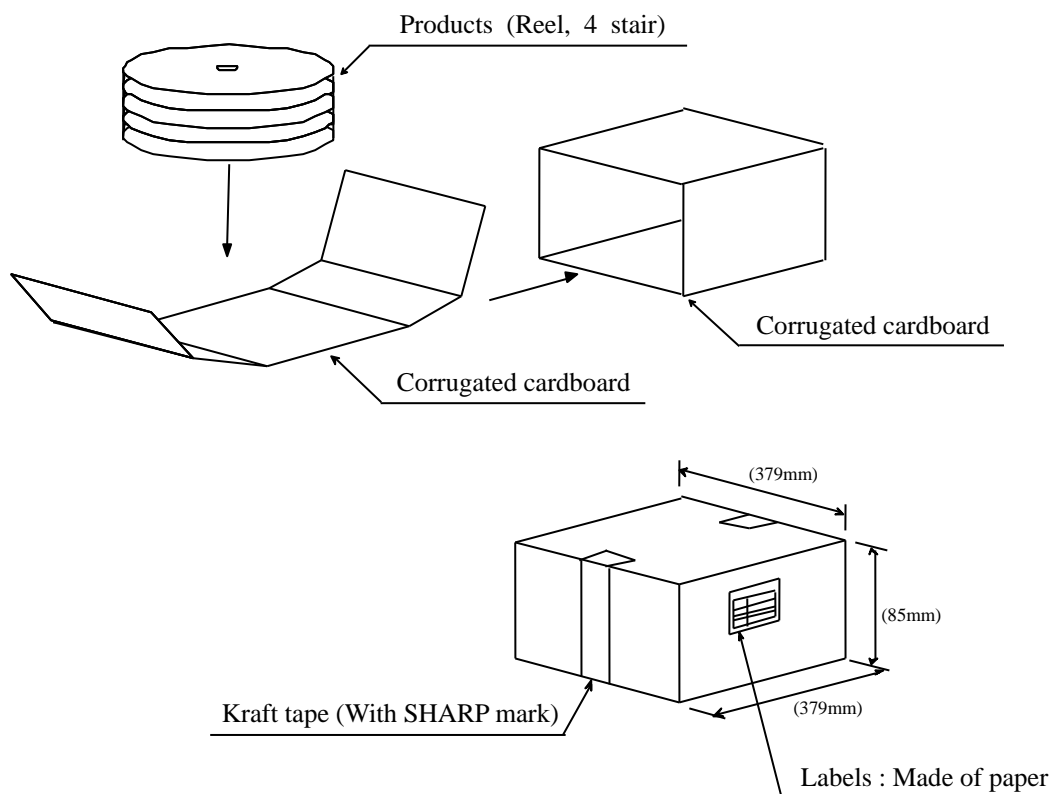 Products (Reel, 4 stair)
Corrugated cardboard
Corrugated cardboard
(379mm)
(85mm)
(379mm)
Kraft tape (With SHARP mark)
Labels : Made of paper